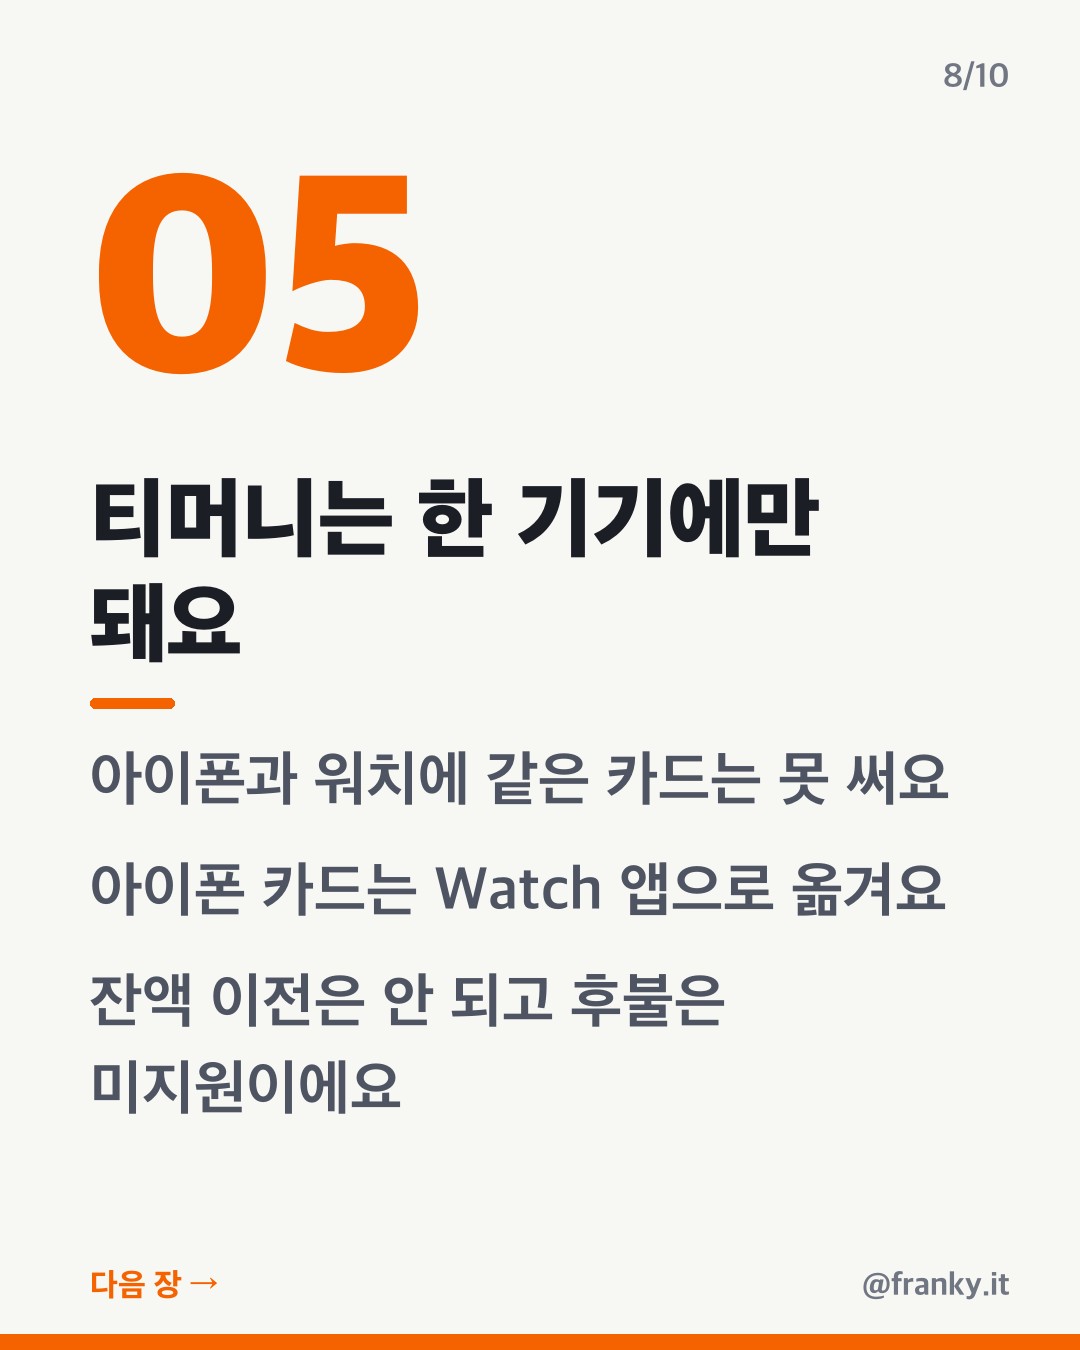 8/10
05
티머니는 한 기기에만
돼요
아이폰과 워치에 같은 카드는 못 써요
아이폰 카드는 Watch 앱으로 옮겨요
잔액 이전은 안 되고 후불은
미지원이에요
다음 장 →
@franky.it